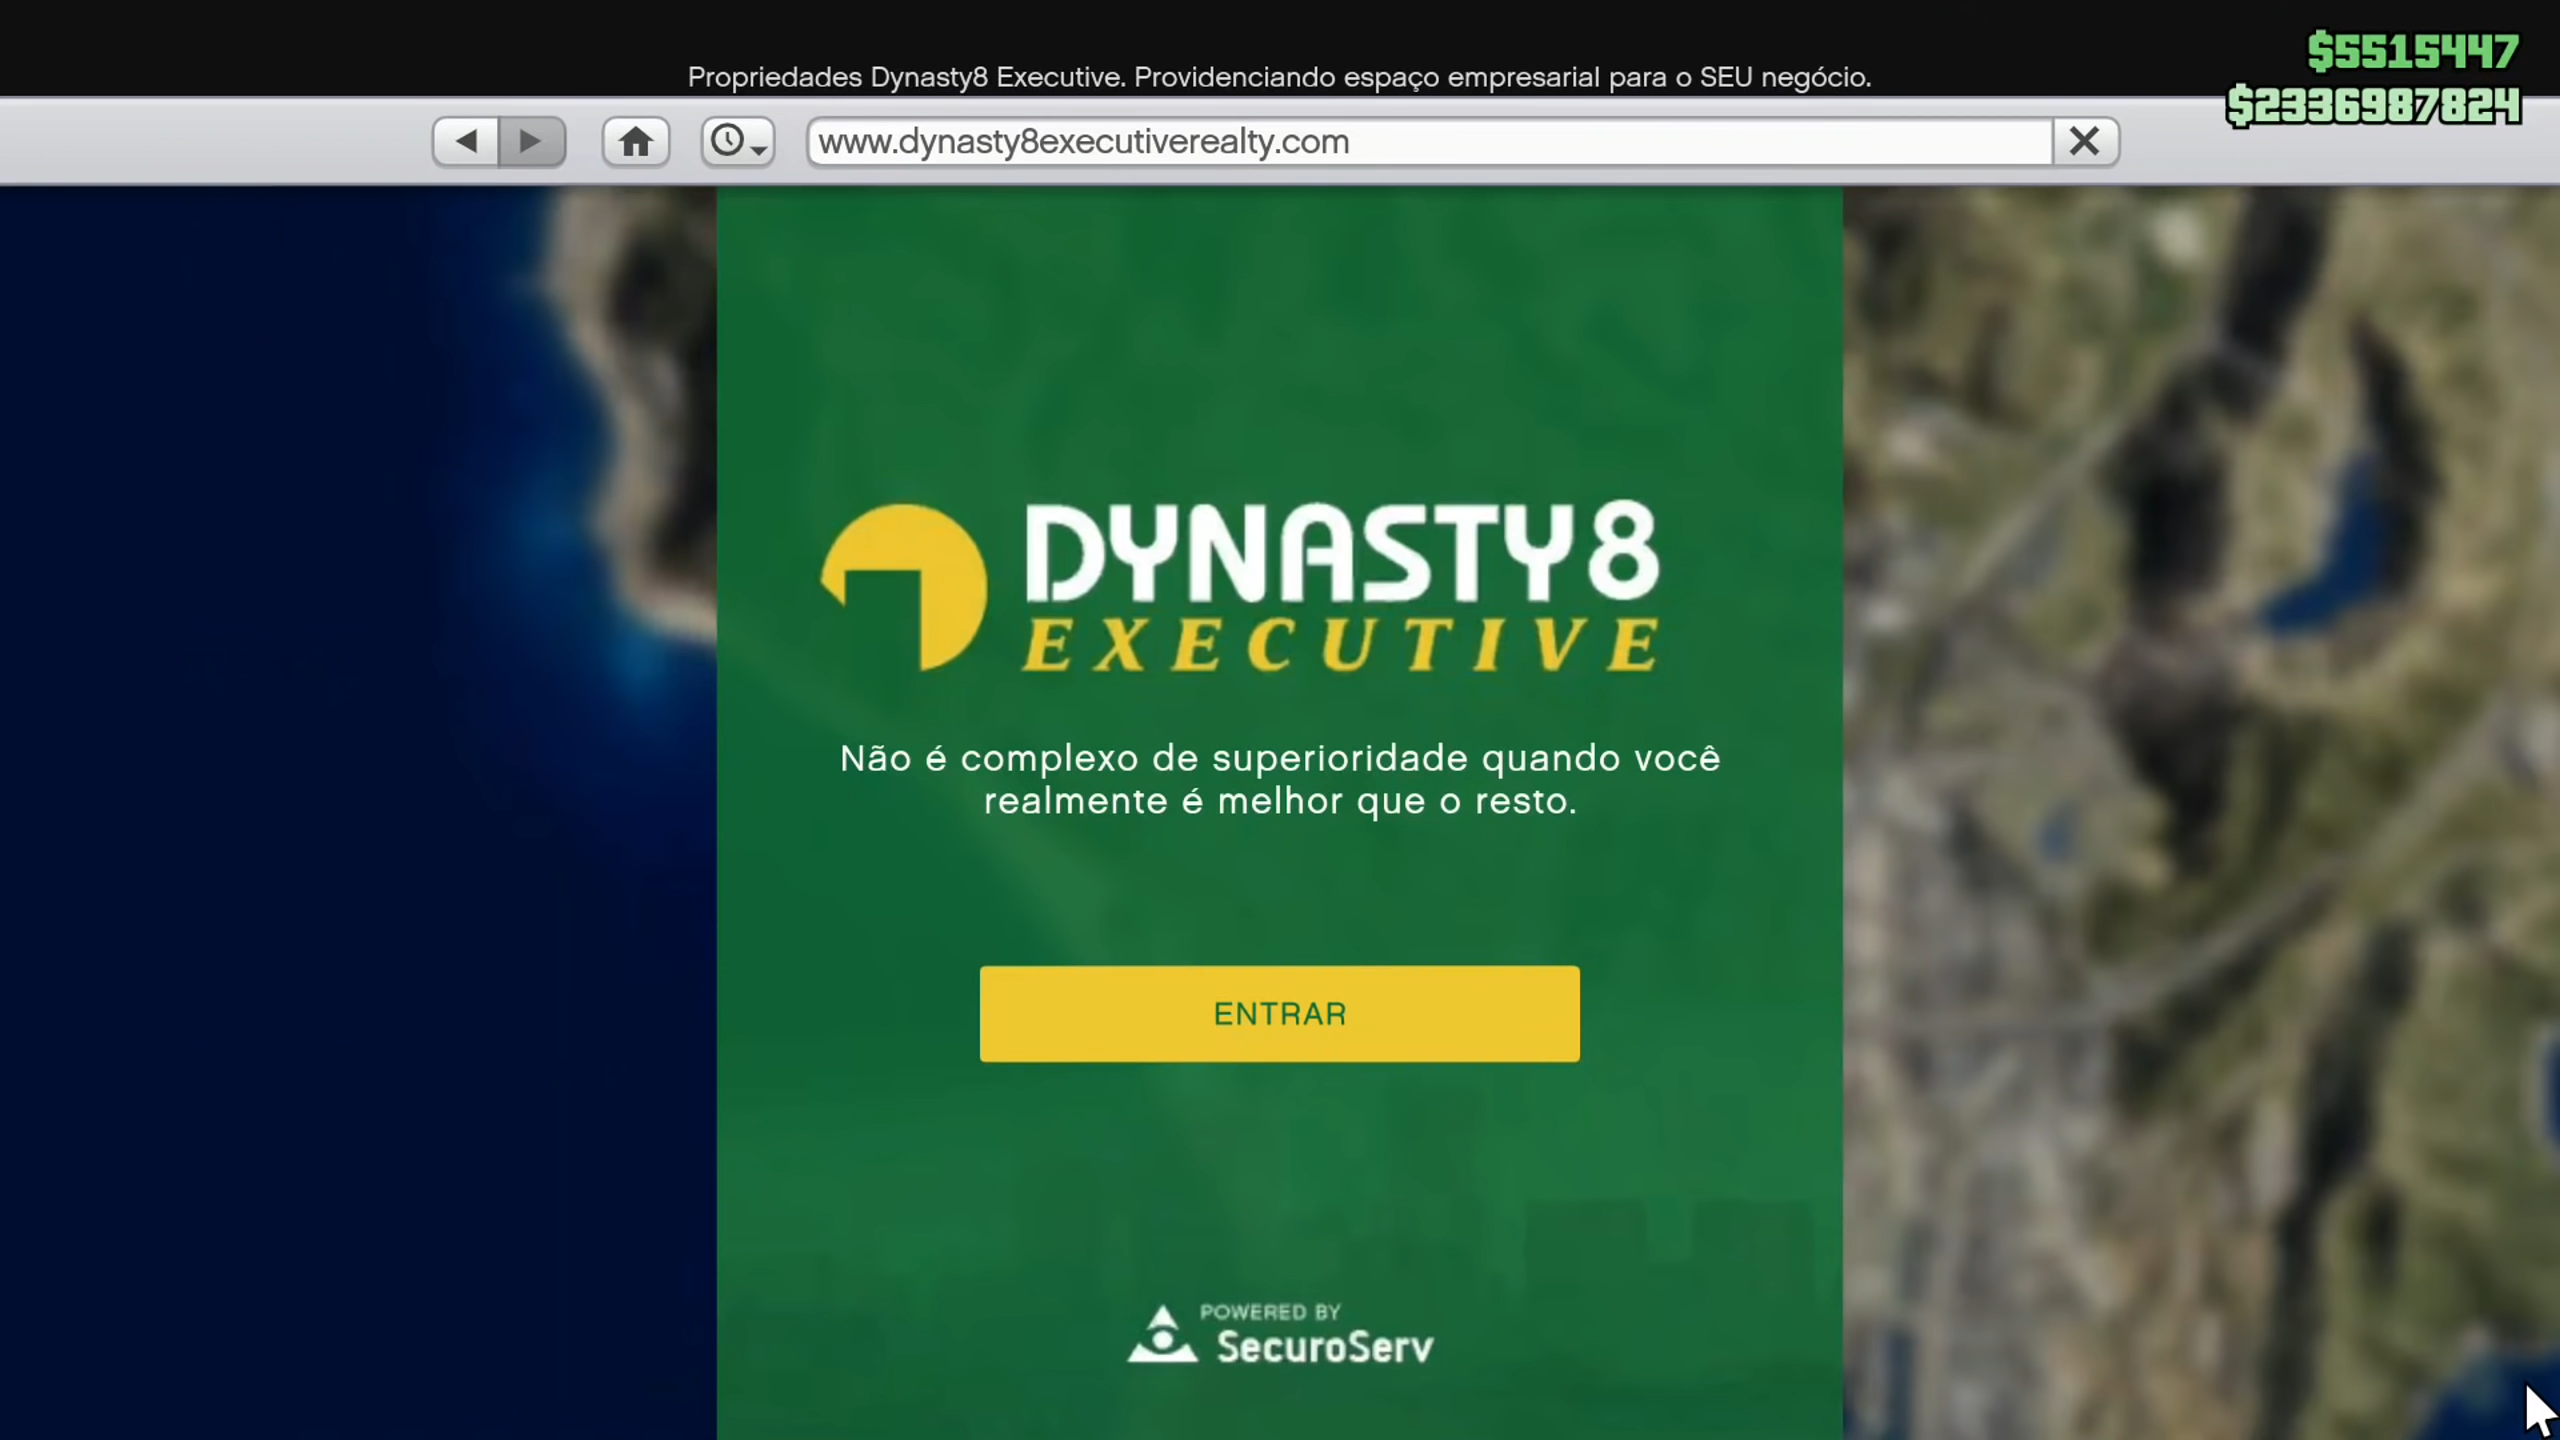 $5515447
Propriedades Dynasty8 Executive. Providenciando espaço empresarial para o SEU negócio.
$2336987824
www.dynasty8executiverealty.com
DYNASTY8
EXECUTIVE
Não é complexo de superioridade quando você
realmente é melhor que o resto.
ENTRAR
POWERED BY
SecuroServ